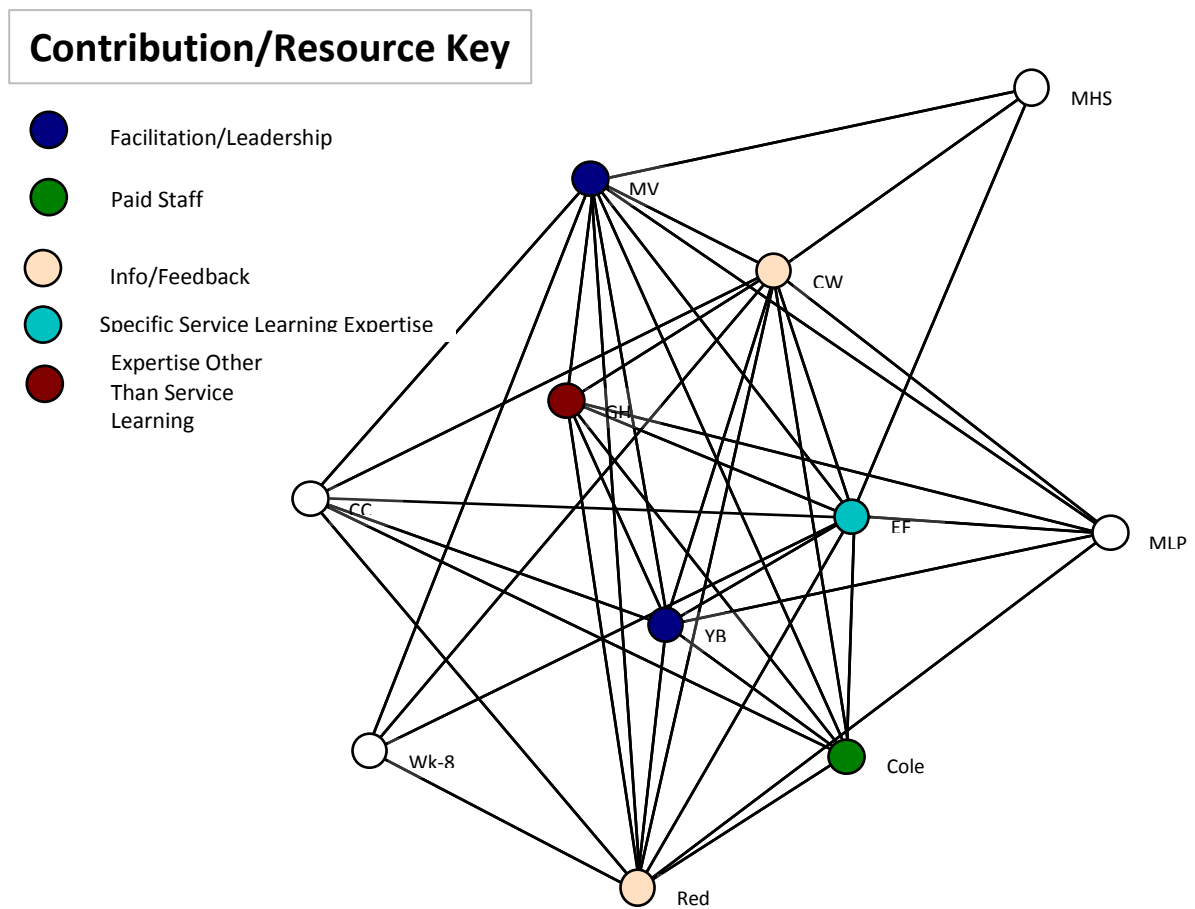 Contribution/Resource Key
Facilitation/Leadership
Paid Staff
Info/Feedback
Specific Service Learning Expertise
Expertise Other
Than Service
Learning
MHS
MV
CW
GH
CC
MLP
YB
Wk-8
Cole
Red